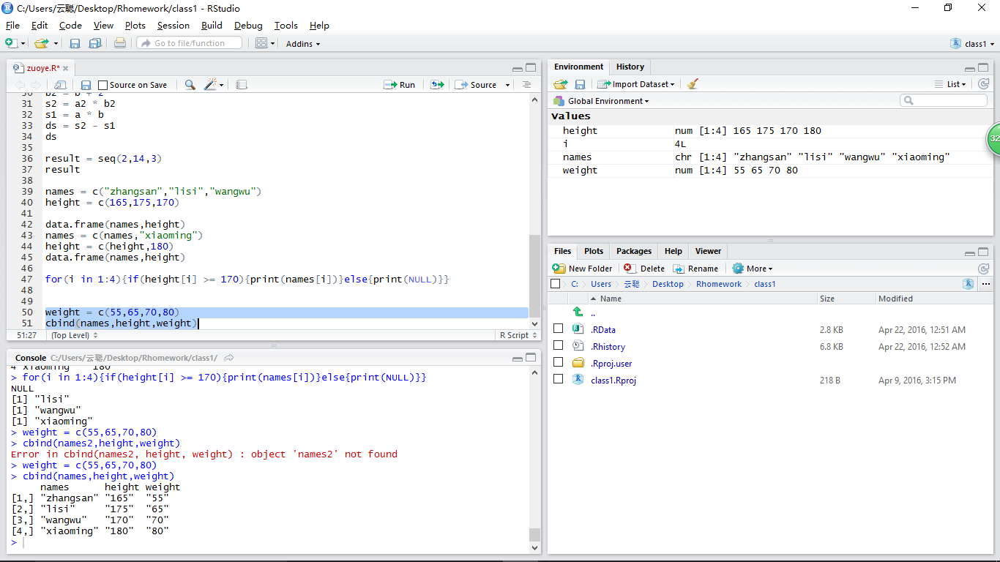 C:/Users/云聪/Desktop/Rhomework/class1 - RStudio
File Edit Code View Plots Session Build Debug Tools Help
Go to file/function
Addins
class1
zuoye.R*
Source on Save
Run
Source
30 b2 = b + 2
31 s2 = a2 * b2
32 s1 = a * b
33 ds = s2 - s1
34 ds
35
36 result = seq(2,14,3)
37 result
38
39 names = c("zhangsan","lisi","wangwu")
40 height = c(165,175,170)
41
42 data.frame(names,height)
43 names = c(names,"xiaoming")
44 height = c(height,180)
45 data.frame(names,height)
46
47 for(i in 1:4){if(height[i] >= 170){print(names[i])}else{print(NULL)}}
48
49
50 weight = c(55,65,70,80)
51 cbind(names,height,weight)
51:27 (Top Level) R Script
Console C:/Users/云聪/Desktop/Rhomework/class1/
4 xiaoming 180
> for(i in 1:4){if(height[i] >= 170){print(names[i])}else{print(NULL)}}
NULL
[1] "lisi"
[1] "wangwu"
[1] "xiaoming"
> weight = c(55,65,70,80)
> cbind(names2,height,weight)
Error in cbind(names2, height, weight) : object 'names2' not found
> weight = c(55,65,70,80)
> cbind(names,height,weight)
names height weight
[1,] "zhangsan" "165" "55"
[2,] "lisi" "175" "65"
[3,] "wangwu" "170" "70"
[4,] "xiaoming" "180" "80"
>
Environment History
Import Dataset
List
Global Environment
Values
height num [1:4] 165 175 170 180
i 4L
names chr [1:4] "zhangsan" "lisi" "wangwu" "xiaoming"
weight num [1:4] 55 65 70 80
32
Files Plots Packages Help Viewer
New Folder Delete Rename More
C: Users 云聪 Desktop Rhomework class1
Name Size Modified
..
.RData 2.8 KB Apr 22, 2016, 12:51 AM
.Rhistory 6.8 KB Apr 22, 2016, 12:52 AM
.Rproj.user
class1.Rproj 218 B Apr 9, 2016, 3:15 PM